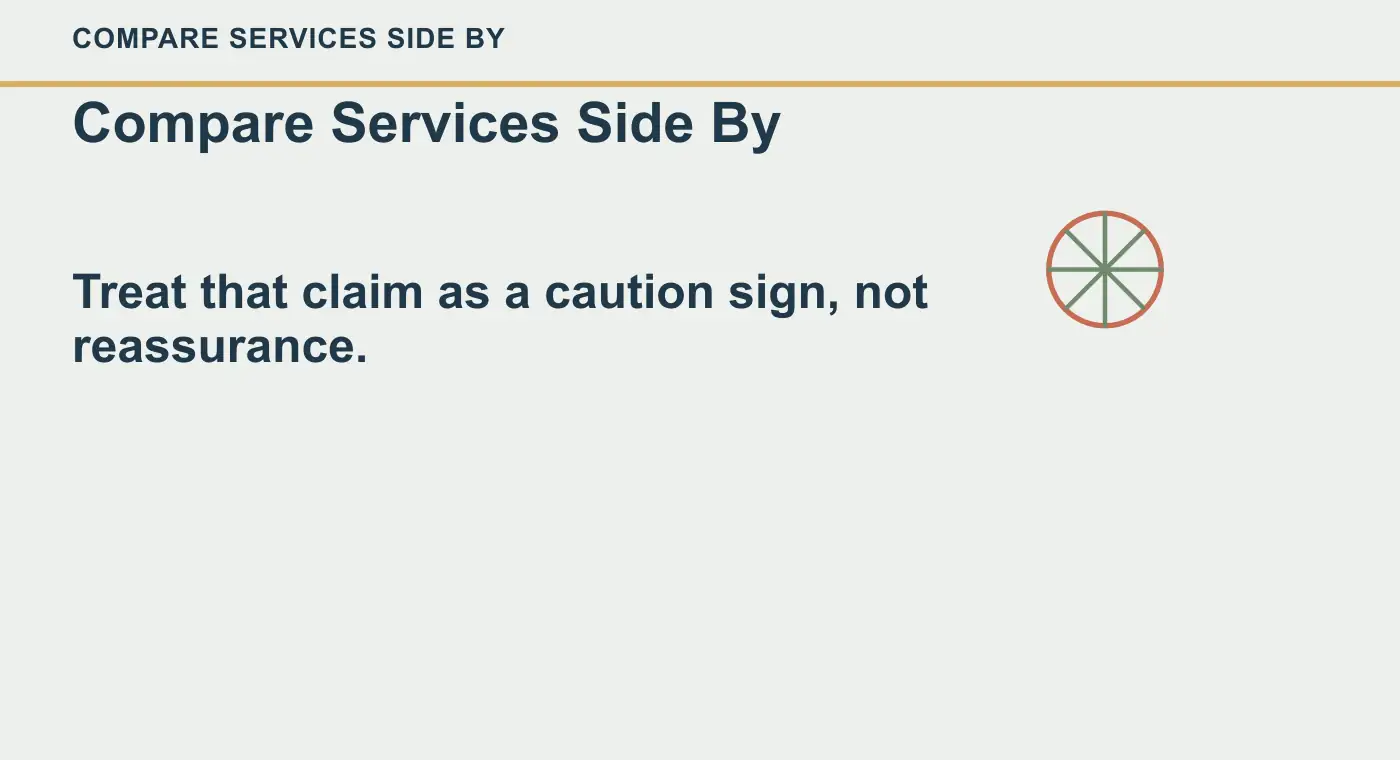 COMPARE SERVICES SIDE BY
Compare Services Side By
Treat that claim as a caution sign, not
reassurance.